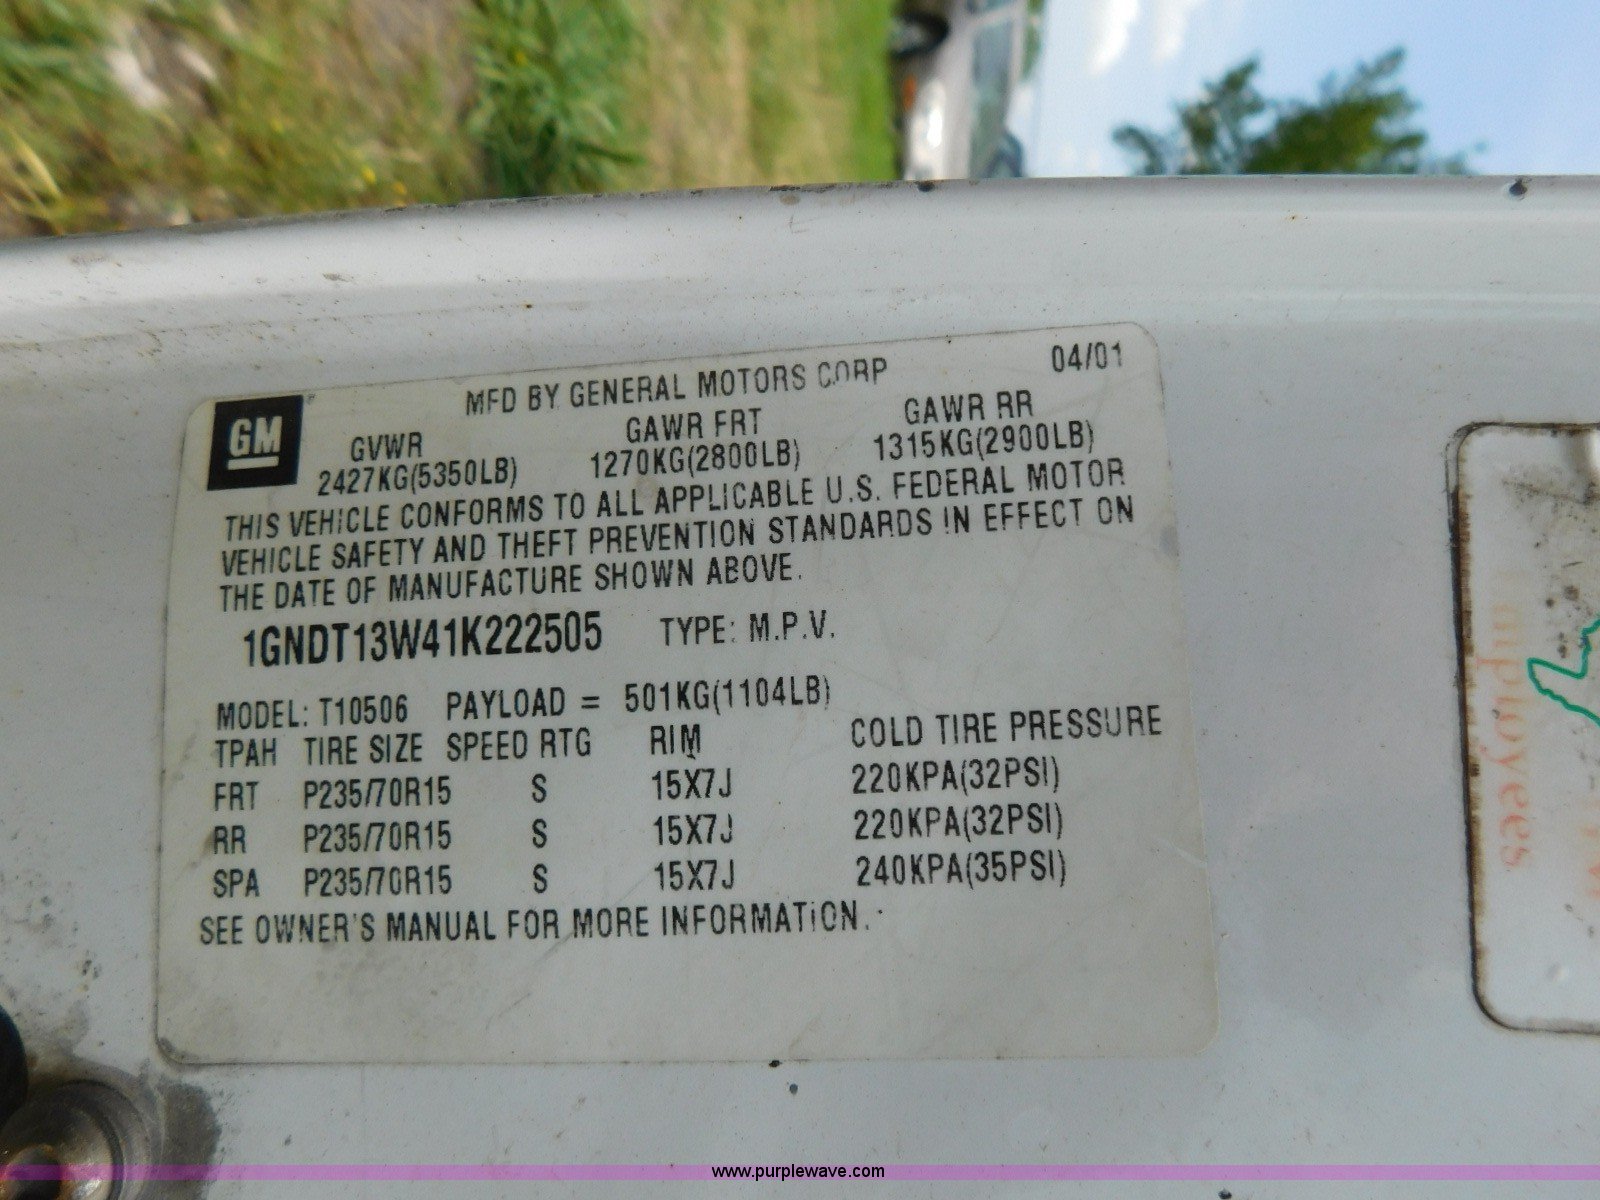 MFD BY GENERAL MOTORS CORP 04/01
GM
GVWR GAWR FRT GAWR RR
2427KG(5350LB) 1270KG(2800LB) 1315KG(2900LB)
THIS VEHICLE CONFORMS TO ALL APPLICABLE U.S. FEDERAL MOTOR
VEHICLE SAFETY AND THEFT PREVENTION STANDARDS IN EFFECT ON
THE DATE OF MANUFACTURE SHOWN ABOVE.
1GNDT13W41K222505 TYPE: M.P.V.
MODEL: T10506 PAYLOAD = 501KG(1104LB)
TPAH TIRE SIZE SPEED RTG RIM COLD TIRE PRESSURE
FRT P235/70R15 S 15X7J 220KPA(32PSI)
RR P235/70R15 S 15X7J 220KPA(32PSI)
SPA P235/70R15 S 15X7J 240KPA(35PSI)
SEE OWNER'S MANUAL FOR MORE INFORMATION.
Employees
www.purplewave.com